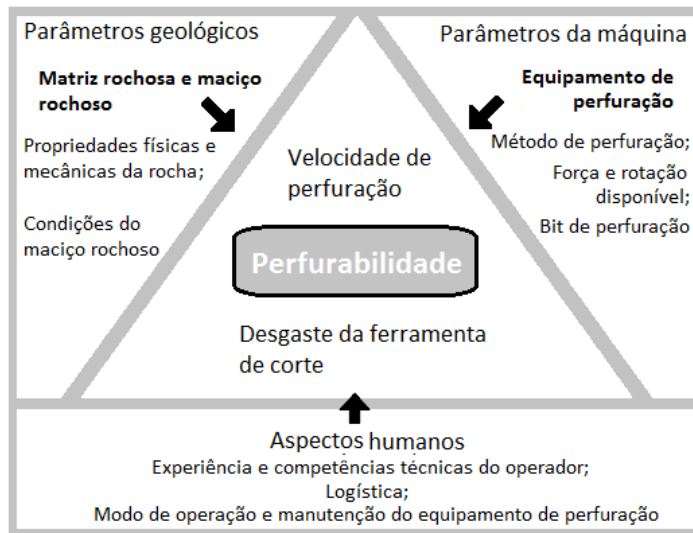 Parâmetros geológicos
Matriz rochosa e maciço
rochoso
Propriedades físicas e
mecânicas da rocha;
Condições do
maciço rochoso
Parâmetros da máquina
Equipamento de
perfuração
Método de perfuração;
Força e rotação
disponível;
Bit de perfuração
Velocidade de
perfuração
Perfurabilidade
Desgaste da ferramenta
de corte
Aspectos humanos
Experiência e competências técnicas do operador;
Logística;
Modo de operação e manutenção do equipamento de perfuração